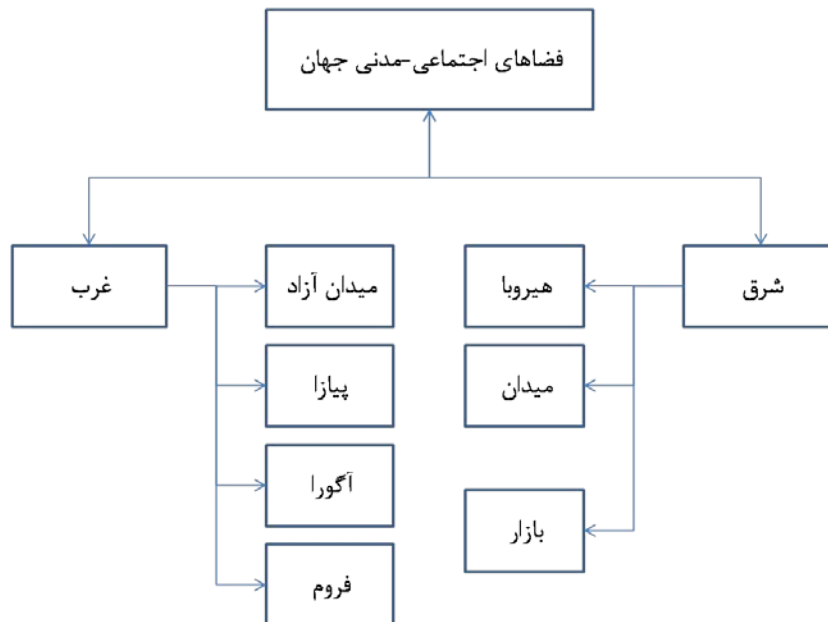 فضاهای اجتماعی-مدنی جهان
شرق
غرب
هیروبا
میدان
بازار
میدان آزاد
پیازا
آگورا
فروم